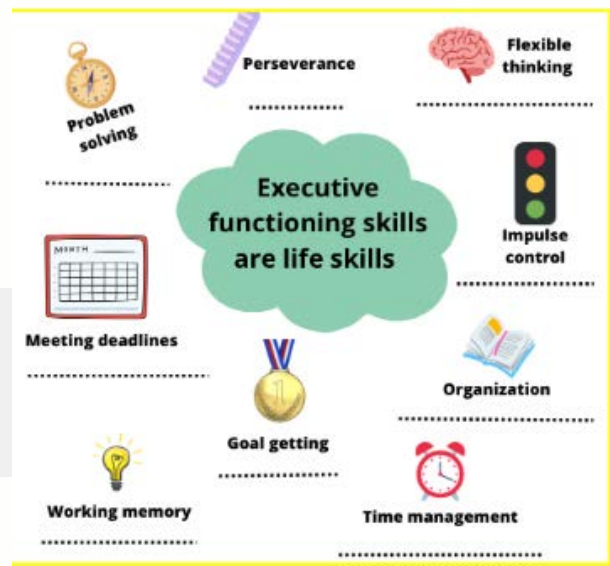 Perseverance
Flexible
thinking
Problem
solving
Executive
functioning skills
are life skills
Impulse
control
MONTH
Meeting deadlines
Organization
1
Goal getting
Working memory
Time management